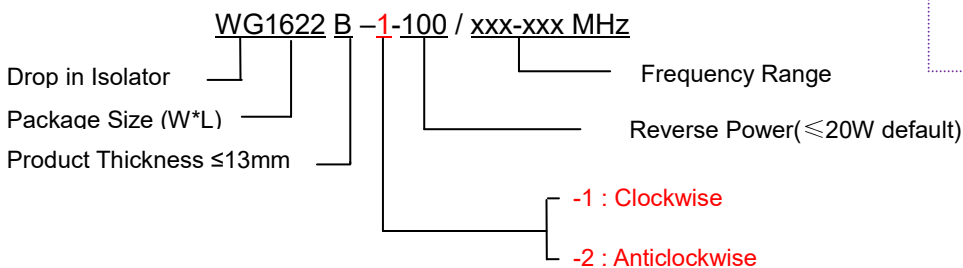 WG1622 B –1-100 / xxx-xxx MHz
Drop in Isolator
Frequency Range
Package Size (W*L)
Reverse Power(≤20W default)
Product Thickness ≤13mm
-1 : Clockwise
-2 : Anticlockwise